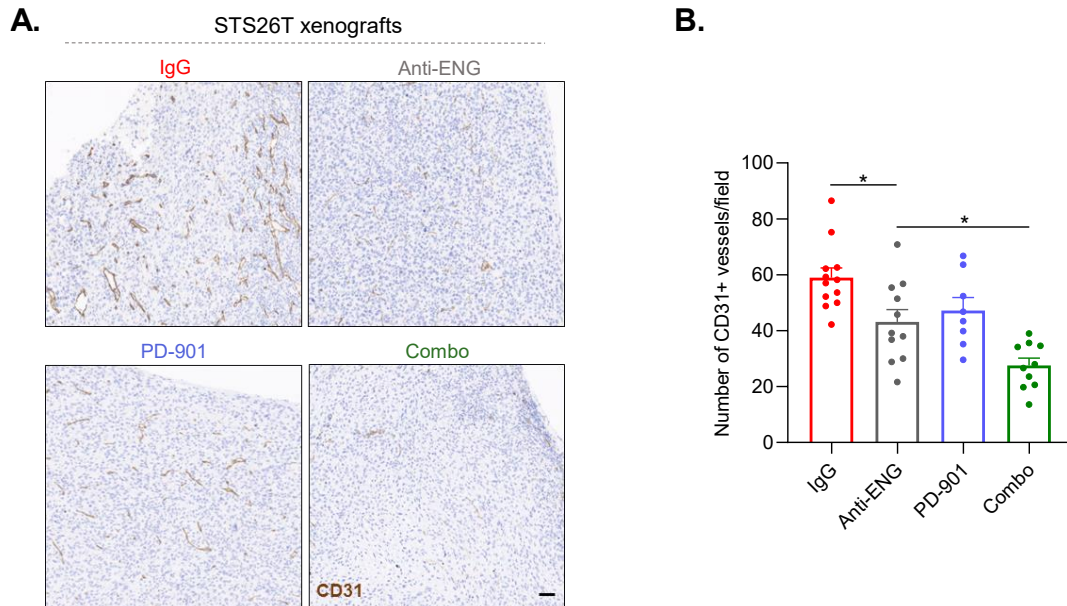 A.
STS26T xenografts
IgG
Anti-ENG
PD-901
Combo
CD31
B.
Number of CD31+ vessels/field
100
80
60
40
20
0
*
*
IgG
Anti-ENG
PD-901
Combo